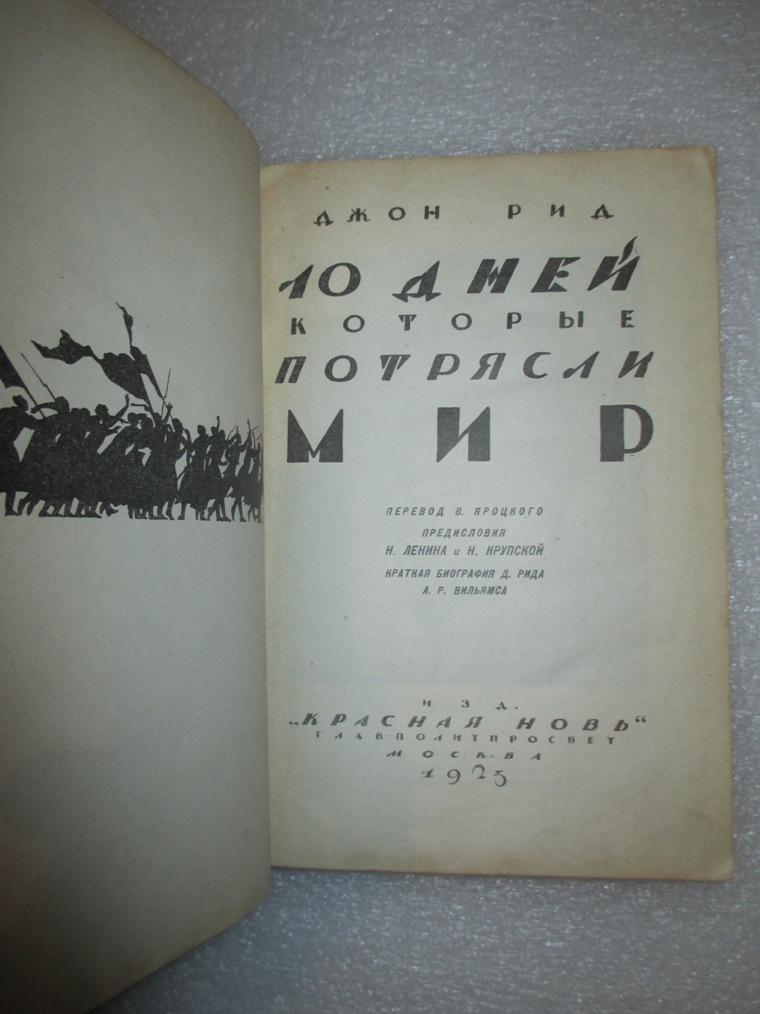 ДЖОН РИД
10 ДНЕЙ
КОТОРЫЕ
ПОТРЯСЛИ
МИР
ПЕРЕВОД В. ЯРОЦКОГО
ПРЕДИСЛОВИЯ
Н. ЛЕНИНА и Н. КРУПСКОЙ
КРАТКАЯ БИОГРАФИЯ Д. РИДА
А. Р. ВИЛЬЯМСА
ИЗД.
„КРАСНАЯ НОВЬ“
ГЛАВПОЛИТПРОСВЕТ
МОСКВА
1923